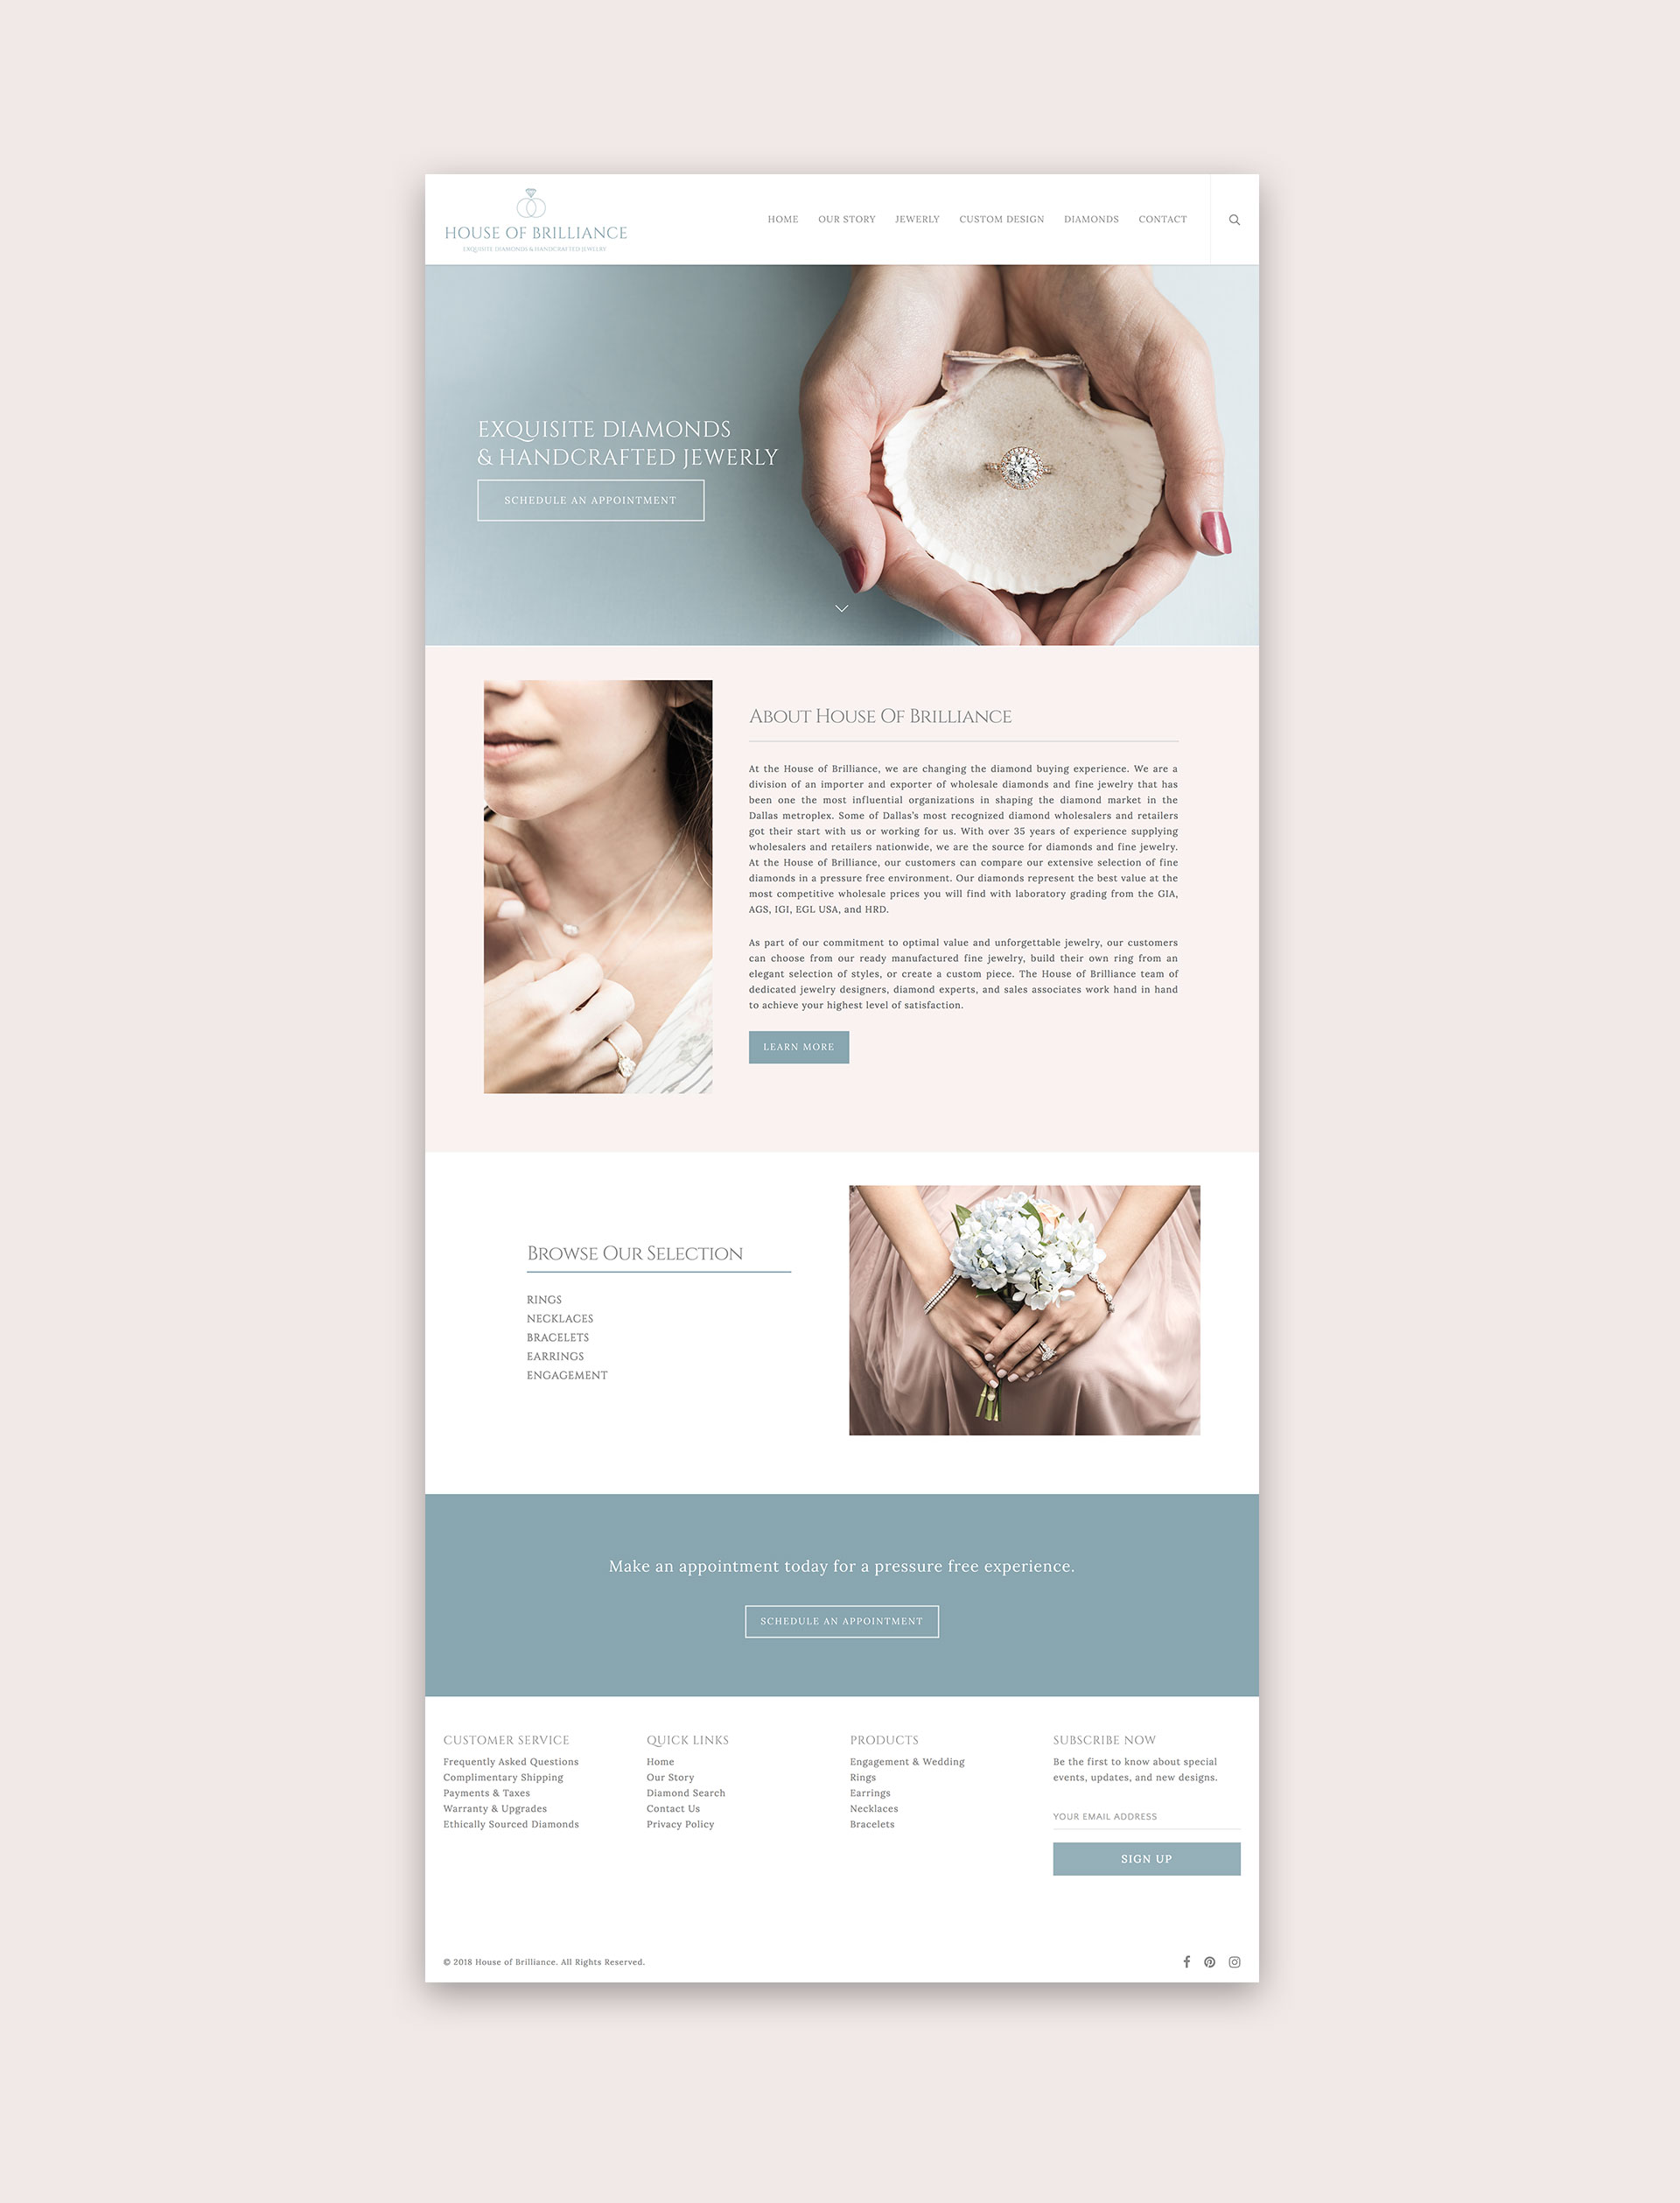 HOUSE OF BRILLIANCE
EXQUISITE DIAMONDS & HANDCRAFTED JEWELRY
HOME OUR STORY JEWERLY CUSTOM DESIGN DIAMONDS CONTACT
EXQUISITE DIAMONDS
& HANDCRAFTED JEWERLY
SCHEDULE AN APPOINTMENT
About House Of Brilliance
At the House of Brilliance, we are changing the diamond buying experience. We are a
division of an importer and exporter of wholesale diamonds and fine jewelry that has
been one the most influential organizations in shaping the diamond market in the
Dallas metroplex. Some of Dallas's most recognized diamond wholesalers and retailers
got their start with us or working for us. With over 35 years of experience supplying
wholesalers and retailers nationwide, we are the source for diamonds and fine jewelry.
At the House of Brilliance, our customers can compare our extensive selection of fine
diamonds in a pressure free environment. Our diamonds represent the best value at the
most competitive wholesale prices you will find with laboratory grading from the GIA,
AGS, IGI, EGL USA, and HRD.
As part of our commitment to optimal value and unforgettable jewelry, our customers
can choose from our ready manufactured fine jewelry, build their own ring from an
elegant selection of styles, or create a custom piece. The House of Brilliance team of
dedicated jewelry designers, diamond experts, and sales associates work hand in hand
to achieve your highest level of satisfaction.
LEARN MORE
Browse Our Selection
RINGS
NECKLACES
BRACELETS
EARRINGS
ENGAGEMENT
Make an appointment today for a pressure free experience.
SCHEDULE AN APPOINTMENT
CUSTOMER SERVICE
Frequently Asked Questions
Complimentary Shipping
Payments & Taxes
Warranty & Upgrades
Ethically Sourced Diamonds
QUICK LINKS
Home
Our Story
Diamond Search
Contact Us
Privacy Policy
PRODUCTS
Engagement & Wedding
Rings
Earrings
Necklaces
Bracelets
SUBSCRIBE NOW
Be the first to know about special
events, updates, and new designs.
YOUR EMAIL ADDRESS
SIGN UP
© 2018 House of Brilliance. All Rights Reserved.